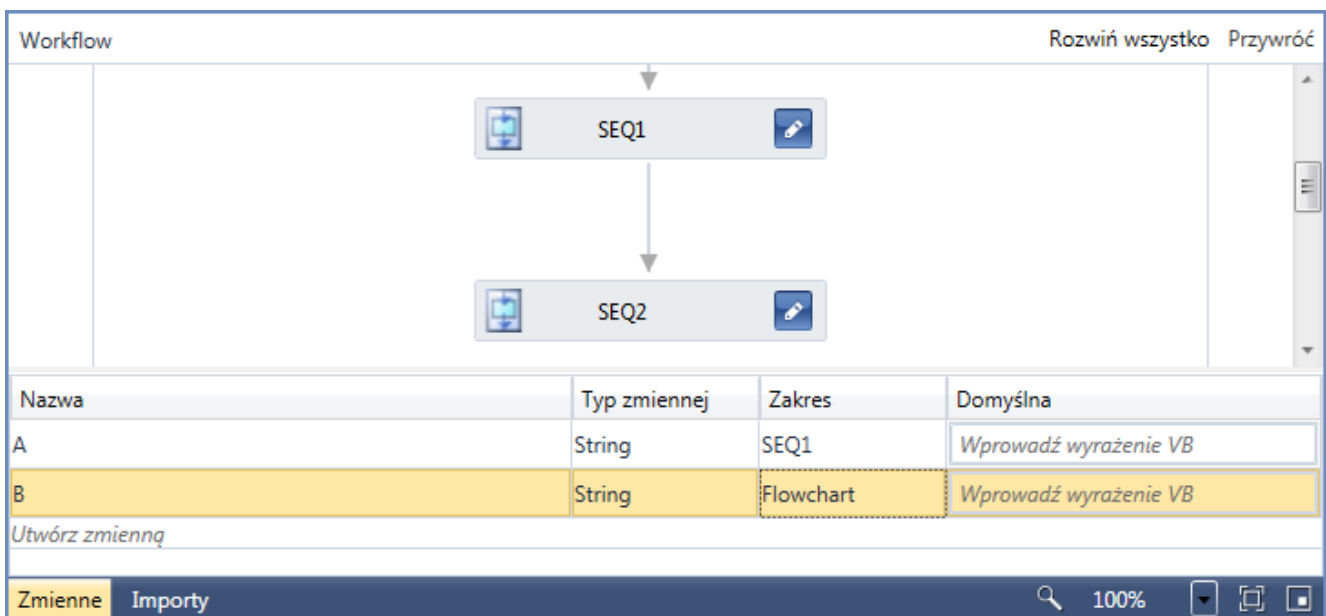 Workflow Rozwiń wszystko Przywróć
SEQ1
SEQ2
Nazwa Typ zmiennej Zakres Domyślna
A String SEQ1 Wprowadź wyrażenie VB
B String Flowchart Wprowadź wyrażenie VB
Utwórz zmienną
Zmienne Importy 100%